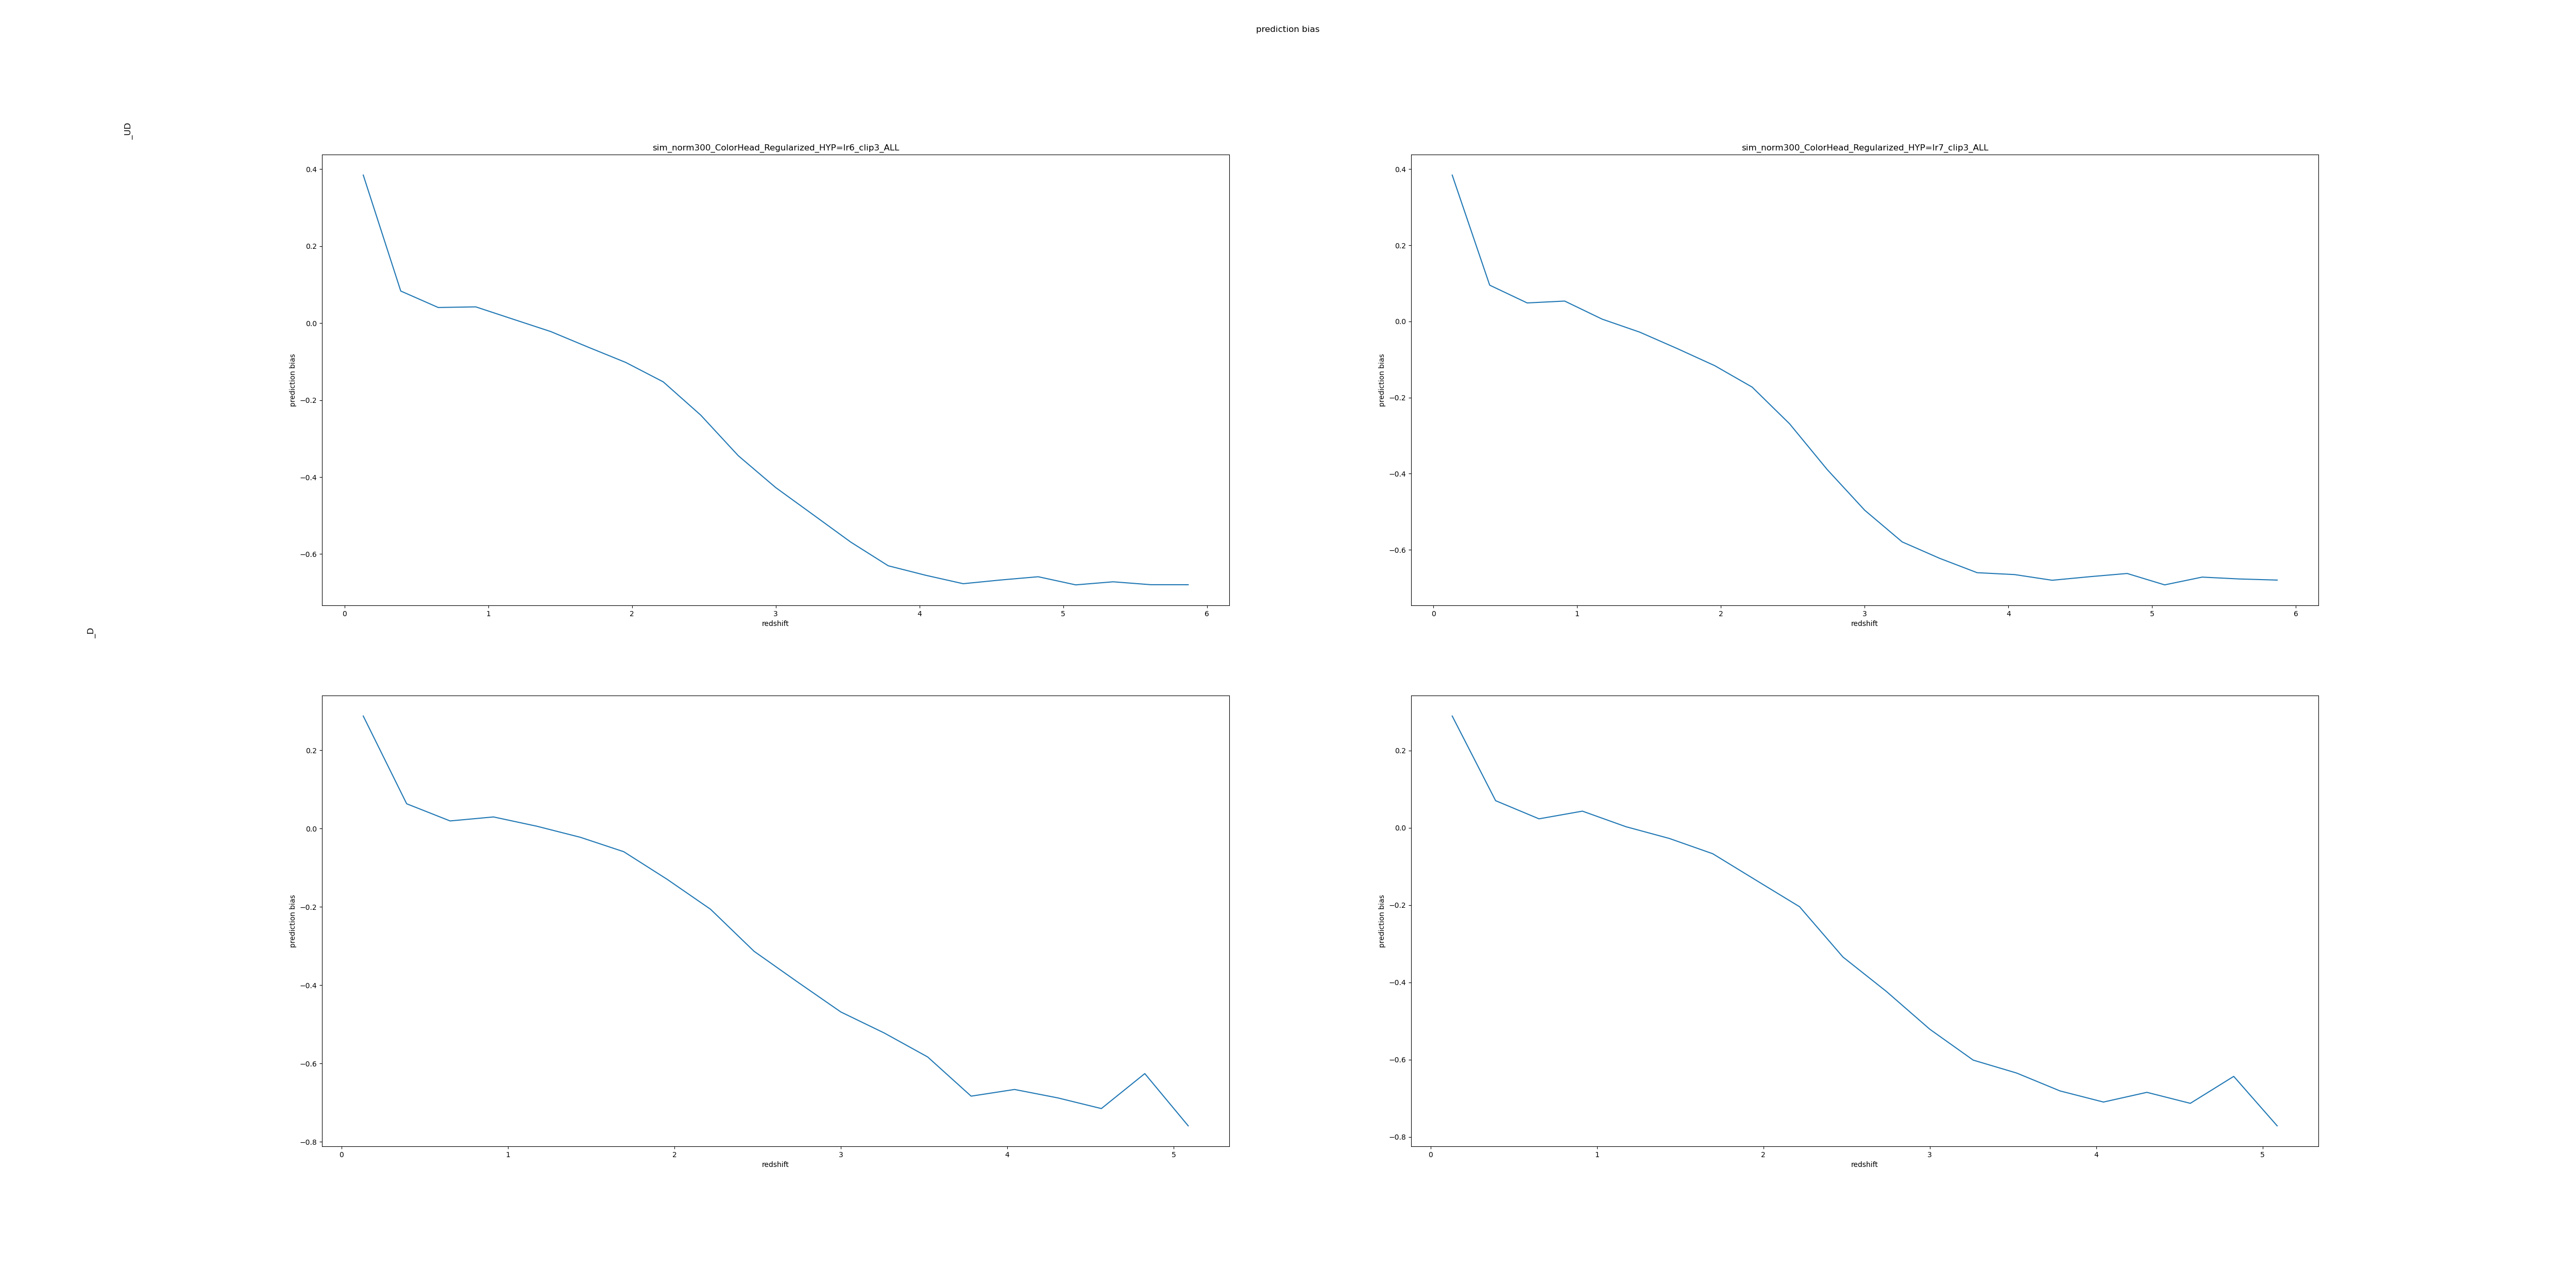 prediction bias
_UD
sim_norm300_ColorHead_Regularized_HYP=lr6_clip3_ALL
0.4
0.2
0.0
−0.2
−0.4
−0.6
prediction bias
0 1 2 3 4 5 6
redshift
sim_norm300_ColorHead_Regularized_HYP=lr7_clip3_ALL
0.4
0.2
0.0
−0.2
−0.4
−0.6
prediction bias
0 1 2 3 4 5 6
redshift
_D
0.2
0.0
−0.2
−0.4
−0.6
−0.8
prediction bias
0 1 2 3 4 5
redshift
0.2
0.0
−0.2
−0.4
−0.6
−0.8
prediction bias
0 1 2 3 4 5
redshift